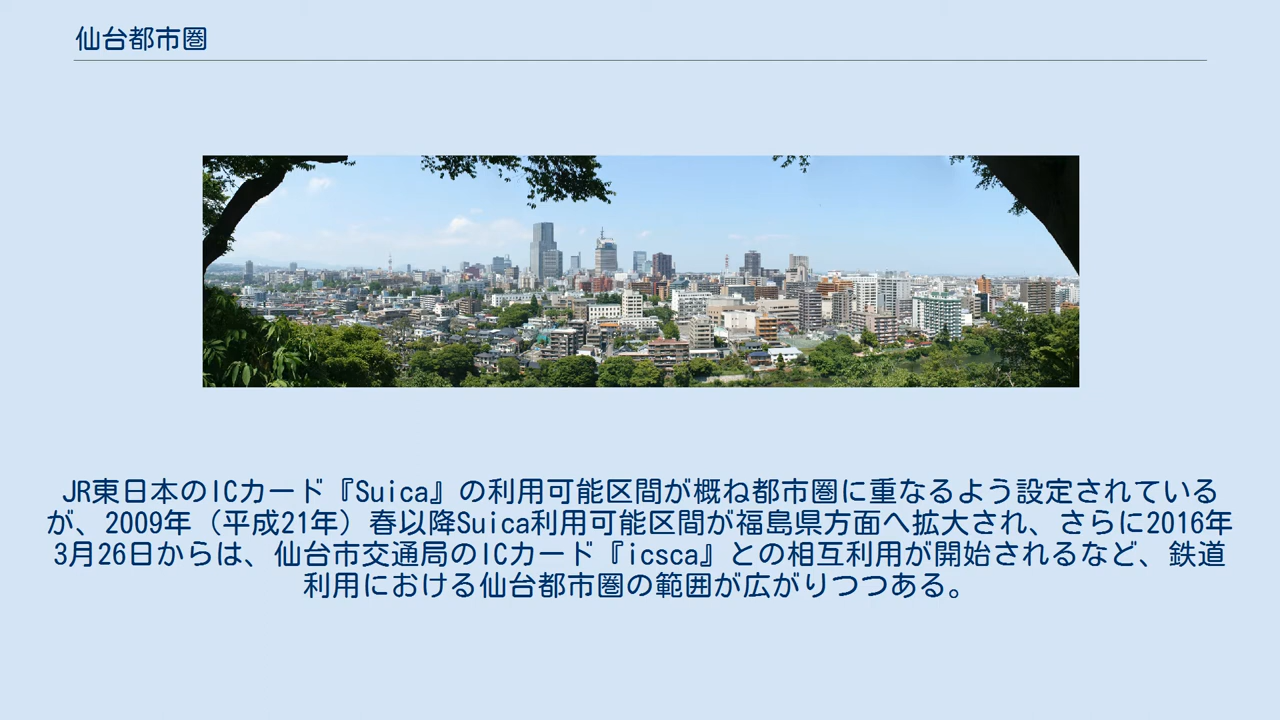 仙台都市圏
JR東日本のICカード『Suica』の利用可能区間が概ね都市圏に重なるよう設定されている
が、2009年（平成21年）春以降Suica利用可能区間が福島県方面へ拡大され、さらに2016年
3月26日からは、仙台市交通局のICカード『icsca』との相互利用が開始されるなど、鉄道
利用における仙台都市圏の範囲が広がりつつある。